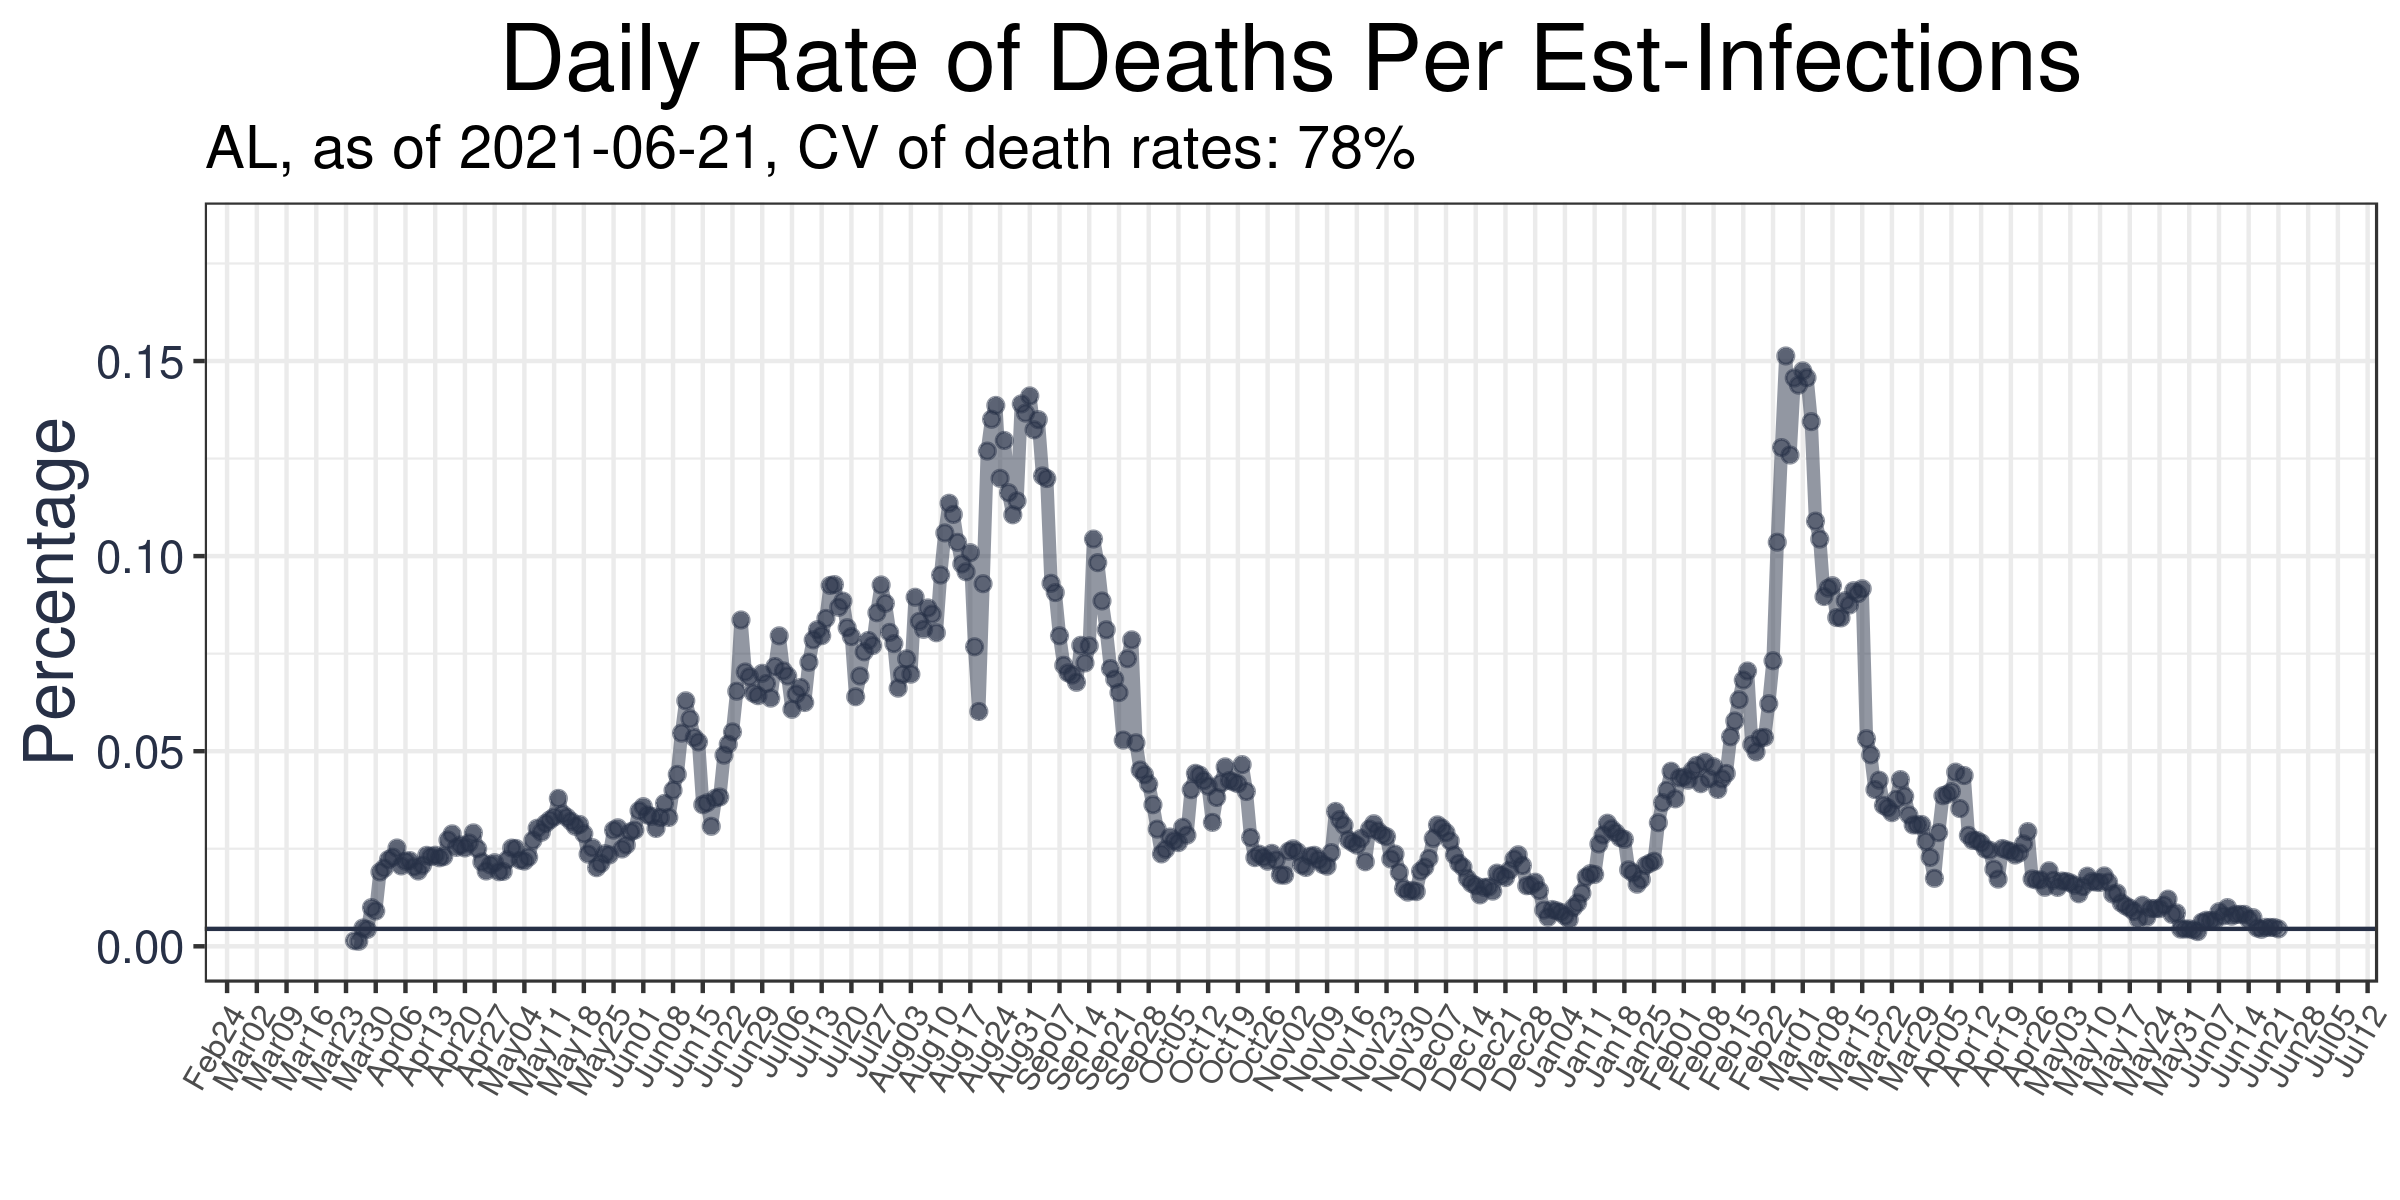 Daily Rate of Deaths Per Est-Infections
AL, as of 2021-06-21, CV of death rates: 78%
Percentage
0.15
0.10
0.05
0.00
Feb24
Mar02
Mar09
Mar16
Mar23
Mar30
Apr06
Apr13
Apr20
Apr27
May04
May11
May18
May25
Jun01
Jun08
Jun15
Jun22
Jun29
Jul06
Jul13
Jul20
Jul27
Aug03
Aug10
Aug17
Aug24
Aug31
Sep07
Sep14
Sep21
Sep28
Oct05
Oct12
Oct19
Oct26
Nov02
Nov09
Nov16
Nov23
Nov30
Dec07
Dec14
Dec21
Dec28
Jan04
Jan11
Jan18
Jan25
Feb01
Feb08
Feb15
Feb22
Mar01
Mar08
Mar15
Mar22
Mar29
Apr05
Apr12
Apr19
Apr26
May03
May10
May17
May24
May31
Jun07
Jun14
Jun21
Jun28
Jul05
Jul12